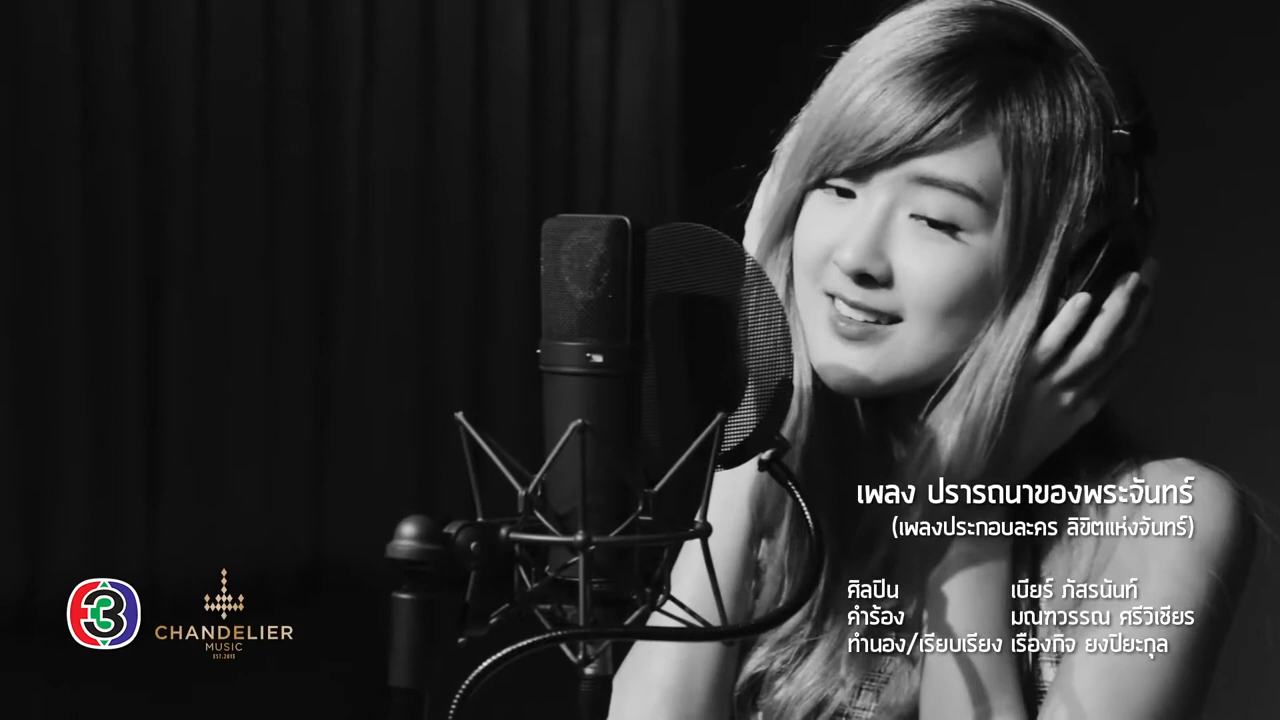 เพลง ปรารถนาของพระจันทร์
(เพลงประกอบละคร ลิขิตแห่งจันทร์)
ศิลปิน เบียร์ ภัสรนันท์
คำร้อง มณฑวรรณ ศรีวิเชียร
ทำนอง/เรียบเรียง เรืองกิจ ยงปิยะกุล
3
CHANDELIER
MUSIC
EST.2013